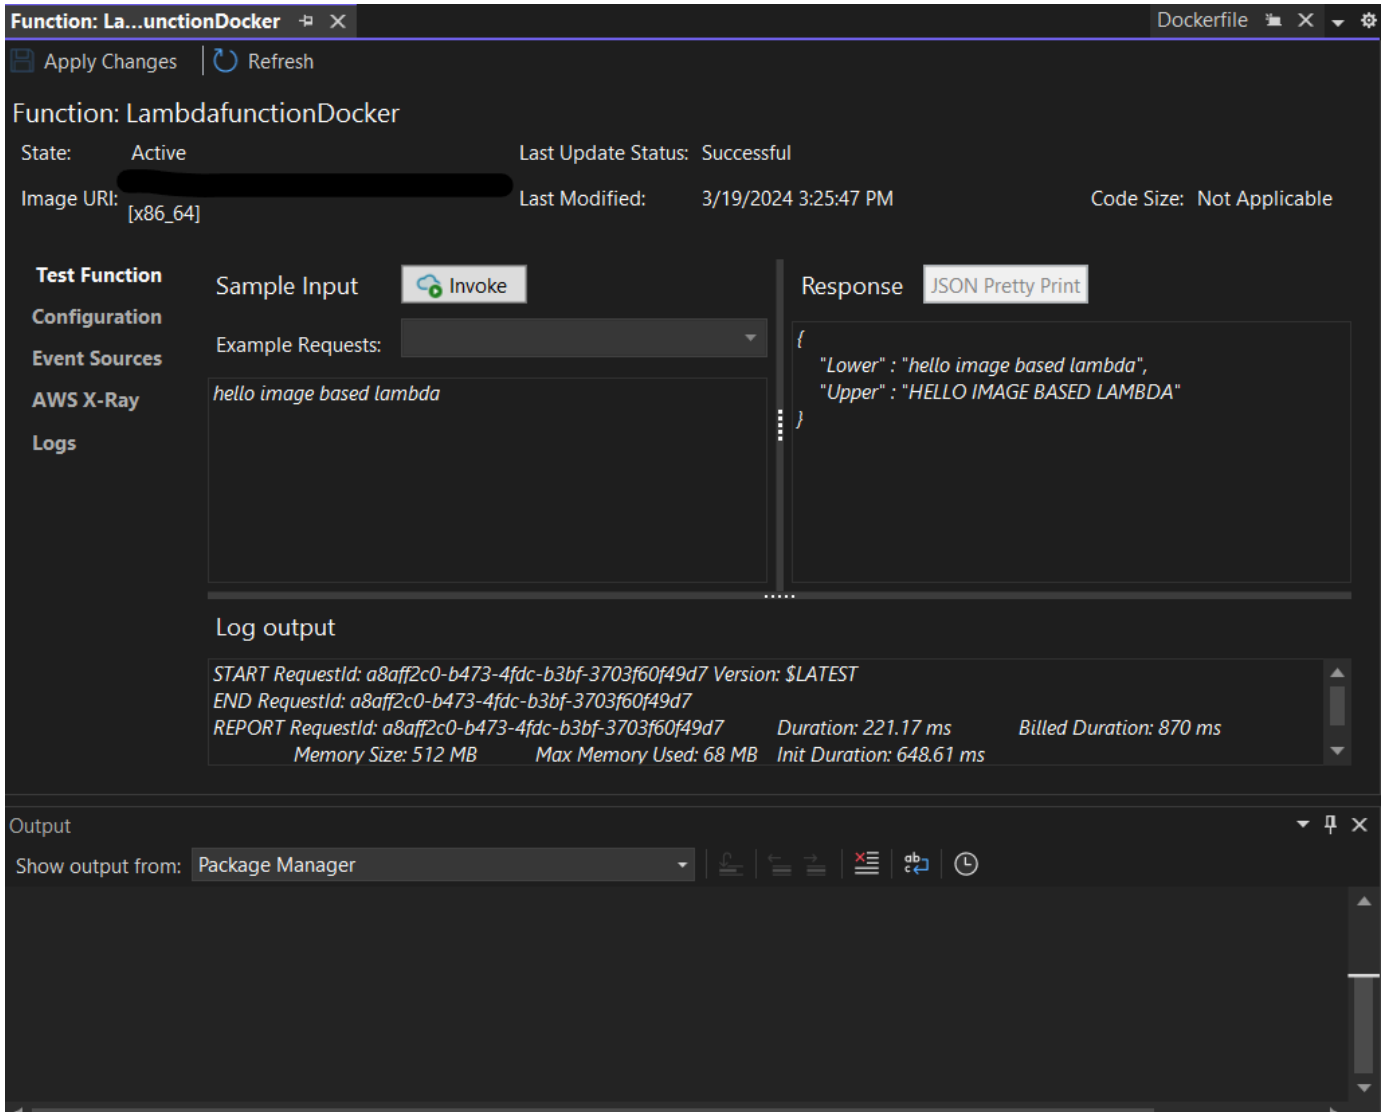 Function: La...unctionDocker
Dockerfile
Apply Changes
Refresh
Function: LambdafunctionDocker
State: Active
Last Update Status: Successful
Image URI:
[x86_64]
Last Modified: 3/19/2024 3:25:47 PM
Code Size: Not Applicable
Test Function
Configuration
Event Sources
AWS X-Ray
Logs
Sample Input
Invoke
Example Requests:
hello image based lambda
Response
JSON Pretty Print
{
"Lower" : "hello image based lambda",
"Upper" : "HELLO IMAGE BASED LAMBDA"
}
Log output
START RequestId: a8aff2c0-b473-4fdc-b3bf-3703f60f49d7 Version: $LATEST
END RequestId: a8aff2c0-b473-4fdc-b3bf-3703f60f49d7
REPORT RequestId: a8aff2c0-b473-4fdc-b3bf-3703f60f49d7 Duration: 221.17 ms Billed Duration: 870 ms
Memory Size: 512 MB Max Memory Used: 68 MB Init Duration: 648.61 ms
Output
Show output from: Package Manager